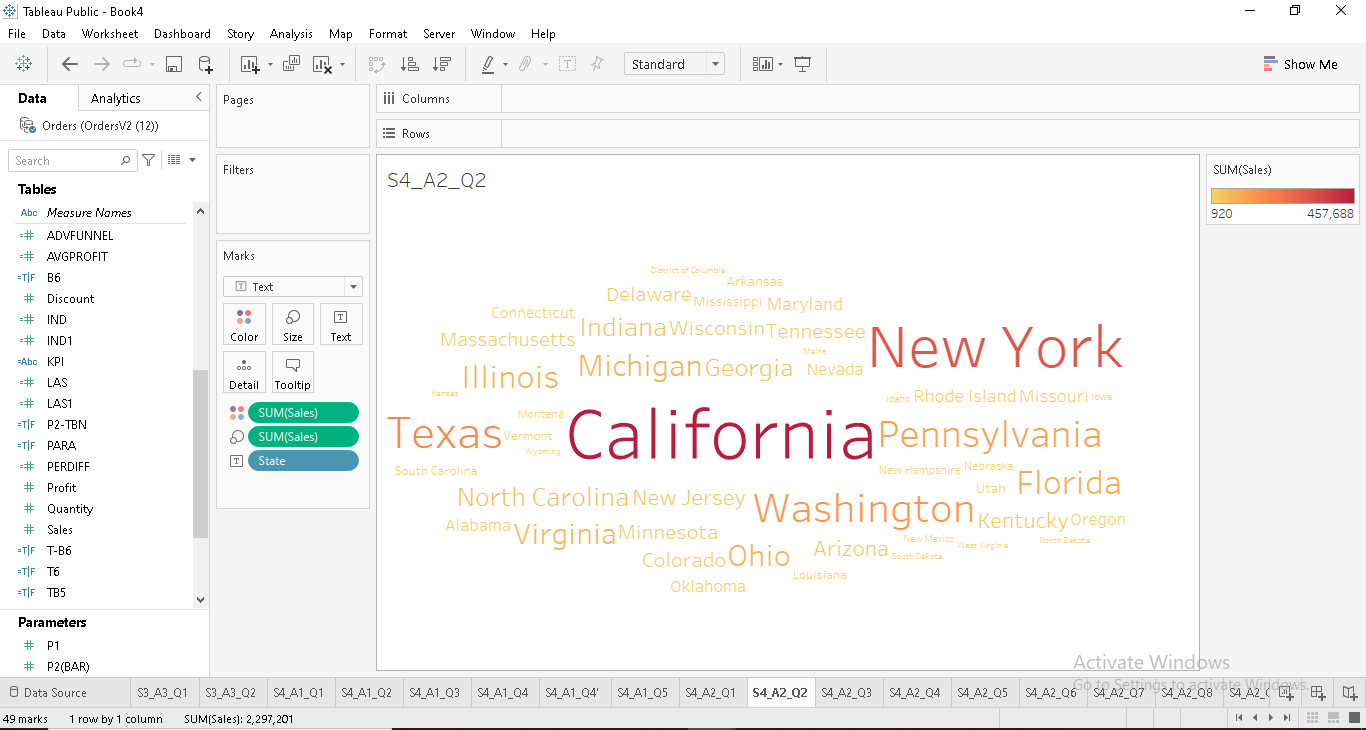 Tableau Public - Book4
File Data Worksheet Dashboard Story Analysis Map Format Server Window Help
Standard
Show Me
Data Analytics
Orders (OrdersV2 (12))
Search
Tables
Abc Measure Names
=# ADVFUNNEL
=# AVGPROFIT
=T|F B6
# Discount
=# IND
=# IND1
=Abc KPI
=# LAS
=# LAS1
=T|F P2-TBN
=T|F PARA
=# PERDIFF
# Profit
# Quantity
# Sales
=T|F T-B6
=T|F T6
=T|F TB5
Parameters
# P1
# P2(BAR)
Pages
Filters
Marks
T Text
Color Size Text
Detail Tooltip
SUM(Sales)
SUM(Sales)
T State
Columns
Rows
S4_A2_Q2
District of Columbia
Arkansas
Delaware Mississippi Maryland
Connecticut
Indiana Wisconsin Tennessee
Massachusetts
New York
Maine
Michigan Georgia Nevada
Illinois
Kansas
Idaho Rhode Island Missouri Iowa
Montana
Texas Vermont California Pennsylvania
Wyoming
South Carolina
New Hampshire Nebraska
Utah Florida
North Carolina New Jersey
Washington
Kentucky Oregon
Alabama Virginia Minnesota
New Mexico West Virginia North Dakota
Arizona South Dakota
Colorado Ohio
Louisiana
Oklahoma
SUM(Sales)
920 457,688
Activate Windows
Go to Settings to activate Windows.
Data Source S3_A3_Q1 S3_A3_Q2 S4_A1_Q1 S4_A1_Q2 S4_A1_Q3 S4_A1_Q4 S4_A1_Q4' S4_A1_Q5 S4_A2_Q1 S4_A2_Q2 S4_A2_Q3 S4_A2_Q4 S4_A2_Q5 S4_A2_Q6 S4_A2_Q7 S4_A2_Q8 S4_A2_
49 marks 1 row by 1 column SUM(Sales): 2,297,201